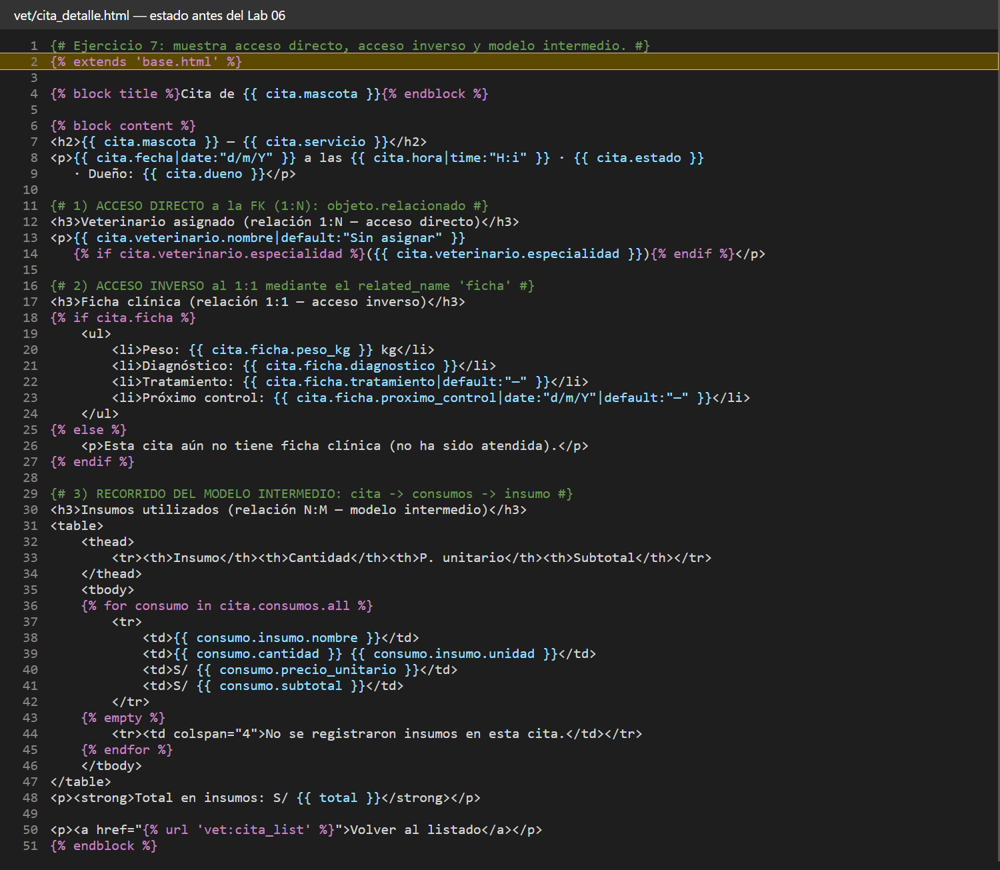 vet/cita_detalle.html — estado antes del Lab 06
1 {# Ejercicio 7: muestra acceso directo, acceso inverso y modelo intermedio. #}
2 {% extends 'base.html' %}
3
4 {% block title %}Cita de {{ cita.mascota }}{% endblock %}
5
6 {% block content %}
7 <h2>{{ cita.mascota }} — {{ cita.servicio }}</h2>
8 <p>{{ cita.fecha|date:"d/m/Y" }} a las {{ cita.hora|time:"H:i" }} · {{ cita.estado }}
9    · Dueño: {{ cita.dueno }}</p>
10
11 {# 1) ACCESO DIRECTO a la FK (1:N): objeto.relacionado #}
12 <h3>Veterinario asignado (relación 1:N — acceso directo)</h3>
13 <p>{{ cita.veterinario.nombre|default:"Sin asignar" }}
14    {% if cita.veterinario.especialidad %}({{ cita.veterinario.especialidad }}){% endif %}</p>
15
16 {# 2) ACCESO INVERSO al 1:1 mediante el related_name 'ficha' #}
17 <h3>Ficha clínica (relación 1:1 — acceso inverso)</h3>
18 {% if cita.ficha %}
19     <ul>
20         <li>Peso: {{ cita.ficha.peso_kg }} kg</li>
21         <li>Diagnóstico: {{ cita.ficha.diagnostico }}</li>
22         <li>Tratamiento: {{ cita.ficha.tratamiento|default:"—" }}</li>
23         <li>Próximo control: {{ cita.ficha.proximo_control|date:"d/m/Y"|default:"—" }}</li>
24     </ul>
25 {% else %}
26     <p>Esta cita aún no tiene ficha clínica (no ha sido atendida).</p>
27 {% endif %}
28
29 {# 3) RECORRIDO DEL MODELO INTERMEDIO: cita -> consumos -> insumo #}
30 <h3>Insumos utilizados (relación N:M — modelo intermedio)</h3>
31 <table>
32     <thead>
33         <tr><th>Insumo</th><th>Cantidad</th><th>P. unitario</th><th>Subtotal</th></tr>
34     </thead>
35     <tbody>
36     {% for consumo in cita.consumos.all %}
37         <tr>
38             <td>{{ consumo.insumo.nombre }}</td>
39             <td>{{ consumo.cantidad }} {{ consumo.insumo.unidad }}</td>
40             <td>S/ {{ consumo.precio_unitario }}</td>
41             <td>S/ {{ consumo.subtotal }}</td>
42         </tr>
43     {% empty %}
44         <tr><td colspan="4">No se registraron insumos en esta cita.</td></tr>
45     {% endfor %}
46     </tbody>
47 </table>
48 <p><strong>Total en insumos: S/ {{ total }}</strong></p>
49
50 <p><a href="{% url 'vet:cita_list' %}">Volver al listado</a></p>
51 {% endblock %}